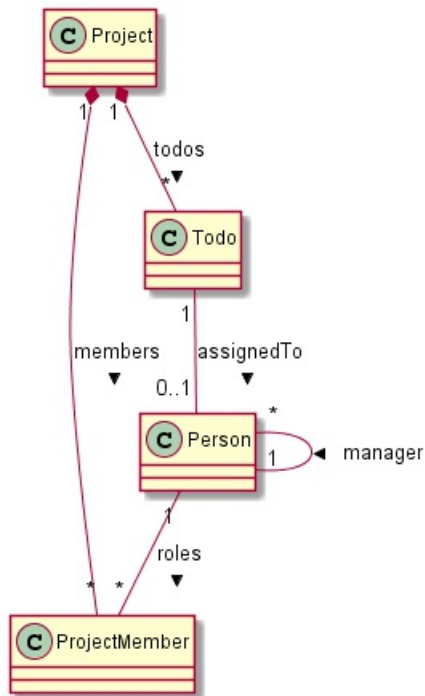 C Project
1 1
todos
*
C Todo
1
members assignedTo
0..1
*
C Person
1 manager
1
roles
* *
C ProjectMember